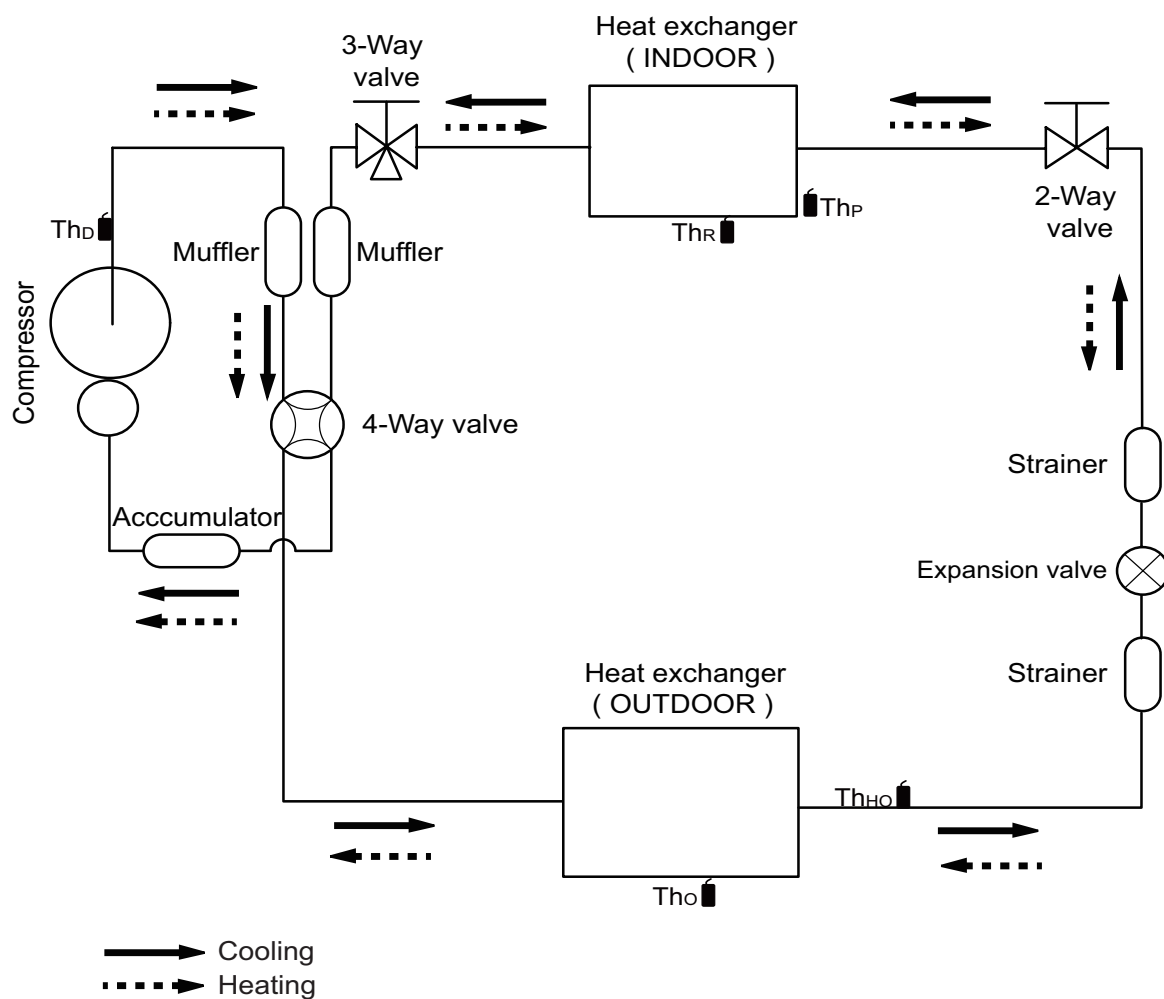 Heat exchanger
( INDOOR )
3-Way
valve
2-Way
valve
ThD
Muffler
Muffler
ThR
ThP
Compressor
4-Way valve
Strainer
Acccumulator
Expansion valve
Strainer
Heat exchanger
( OUTDOOR )
ThHO
ThO
Cooling
Heating